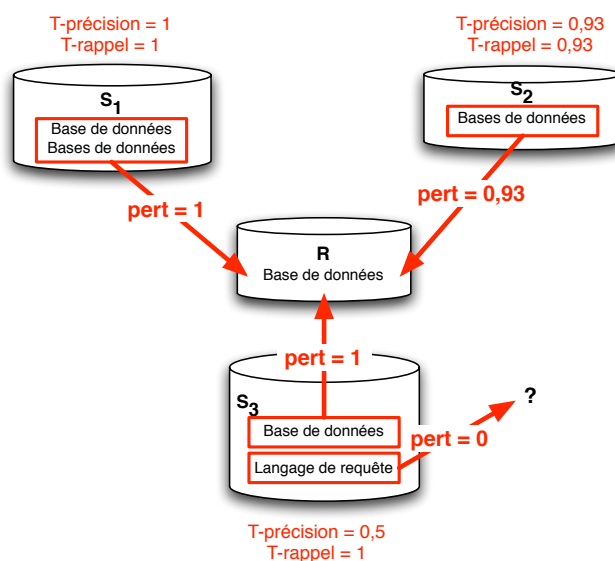 T-précision = 1
T-rappel = 1
T-précision = 0,93
T-rappel = 0,93
S1
Base de données
Bases de données
S2
Bases de données
pert = 1
pert = 0,93
R
Base de données
pert = 1
S3
Base de données
Langage de requête
pert = 0
?
T-précision = 0,5
T-rappel = 1